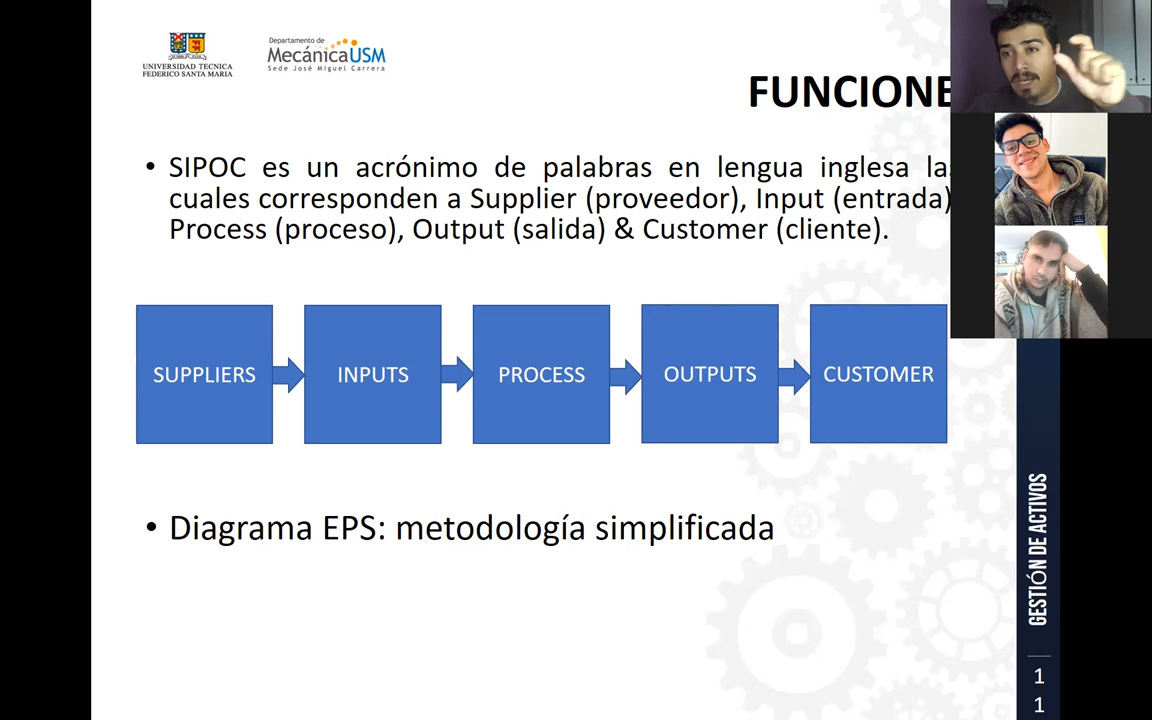 UNIVERSIDAD TECNICA
FEDERICO SANTA MARIA
Departamento de
MecánicaUSM
Sede José Miguel Carrera
FUNCIONE
• SIPOC es un acrónimo de palabras en lengua inglesa la
cuales corresponden a Supplier (proveedor), Input (entrada)
Process (proceso), Output (salida) & Customer (cliente).
SUPPLIERS
INPUTS
PROCESS
OUTPUTS
CUSTOMER
• Diagrama EPS: metodología simplificada
GESTIÓN DE ACTIVOS
1
1